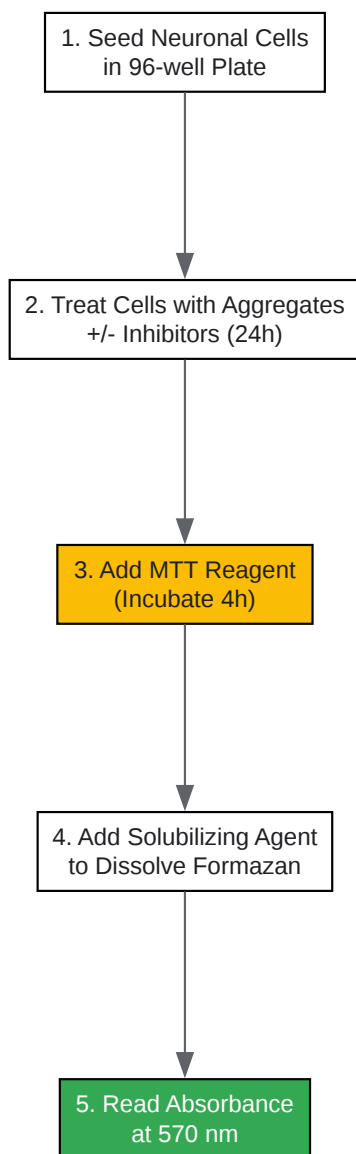 1. Seed Neuronal Cells
in 96-well Plate
2. Treat Cells with Aggregates
+/- Inhibitors (24h)
3. Add MTT Reagent
(Incubate 4h)
4. Add Solubilizing Agent
to Dissolve Formazan
5. Read Absorbance
at 570 nm